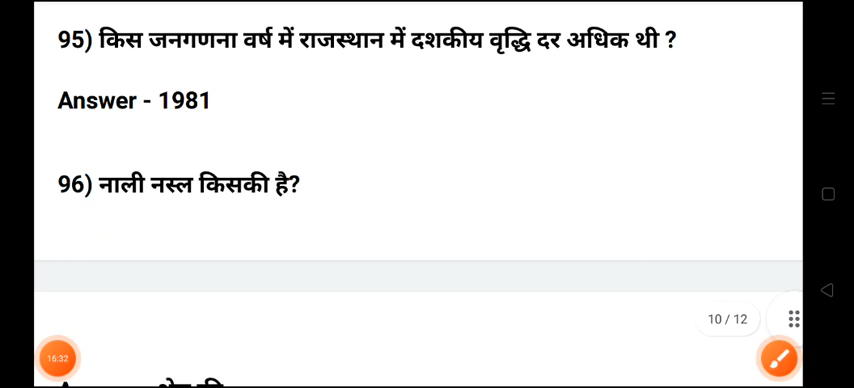 95) किस जनगणना वर्ष में राजस्थान में दशकीय वृद्धि दर अधिक थी ?
Answer - 1981
96) नाली नस्ल किसकी है?
10 / 12
16:32